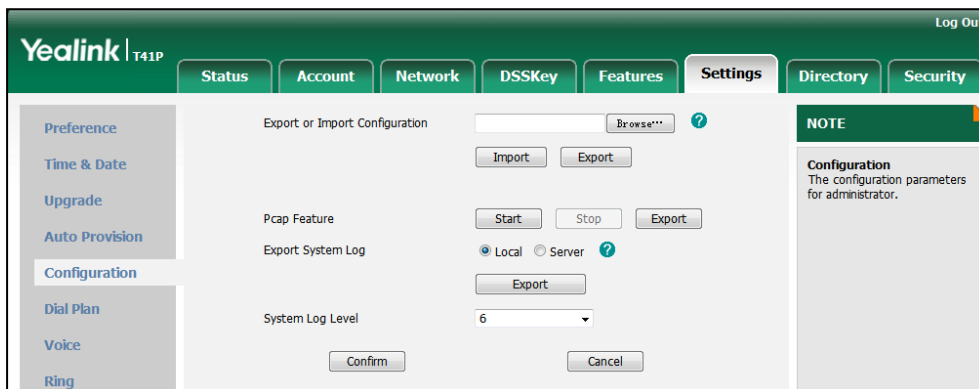 Log Ou
Yealink T41P
Status Account Network DSSKey Features Settings Directory Security
Preference
Time & Date
Upgrade
Auto Provision
Configuration
Dial Plan
Voice
Ring
Export or Import Configuration Browse... ?
Import Export
Pcap Feature Start Stop Export
Export System Log Local Server ?
Export
System Log Level 6
Confirm Cancel
NOTE
Configuration
The configuration parameters
for administrator.